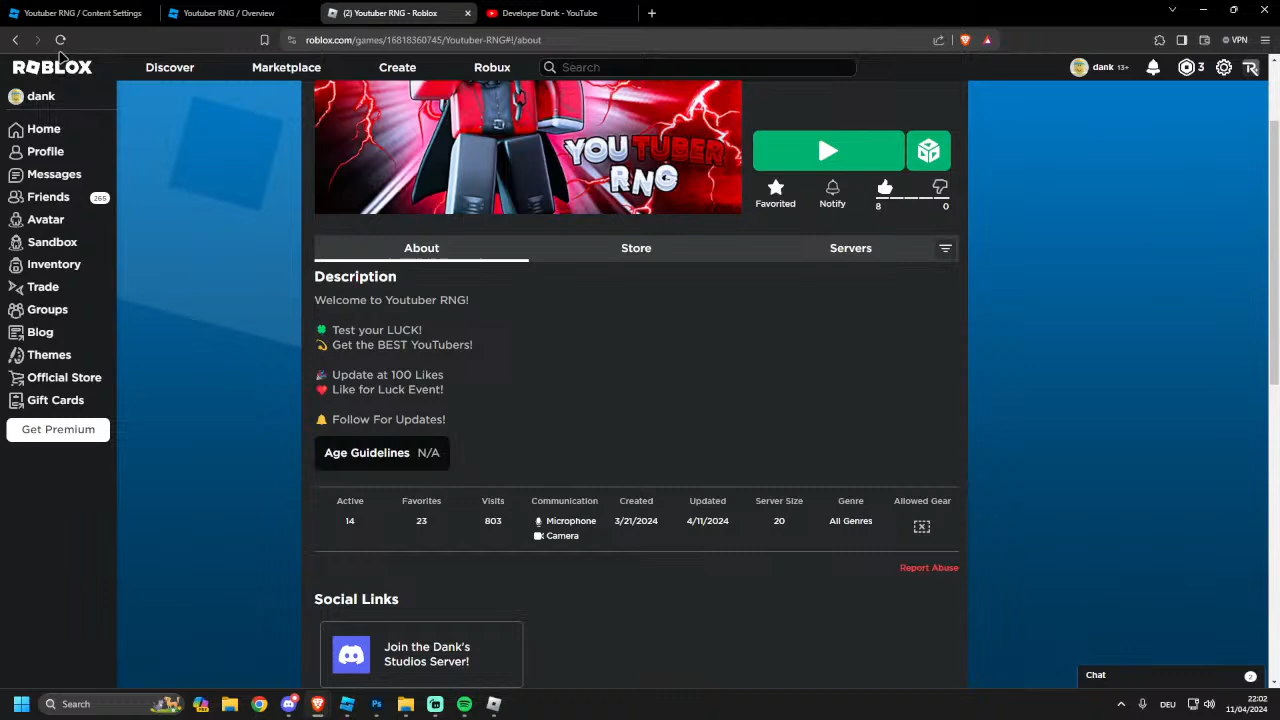 Youtuber RNG / Content Settings
Youtuber RNG / Overview
(2) Youtuber RNG - Roblox
Developer Dank - YouTube
roblox.com/games/16818360745/Youtuber-RNG#!/about
VPN
ROBLOX
Discover
Marketplace
Create
Robux
Search
dank 13+
3
dank
Home
Profile
Messages
Friends
265
Avatar
Sandbox
Inventory
Trade
Groups
Blog
Themes
Official Store
Gift Cards
Get Premium
YOUTUBER
RNG
Favorited
Notify
8
0
About
Store
Servers
Description
Welcome to Youtuber RNG!
🍀 Test your LUCK!
💫 Get the BEST YouTubers!
🎉 Update at 100 Likes
❤️ Like for Luck Event!
🔔 Follow For Updates!
Age Guidelines N/A
Active Favorites Visits Communication Created Updated Server Size Genre Allowed Gear
14 23 803 Microphone 3/21/2024 4/11/2024 20 All Genres
Camera
Report Abuse
Social Links
Join the Dank's
Studios Server!
Chat
2
Search
DEU
22:02
11/04/2024